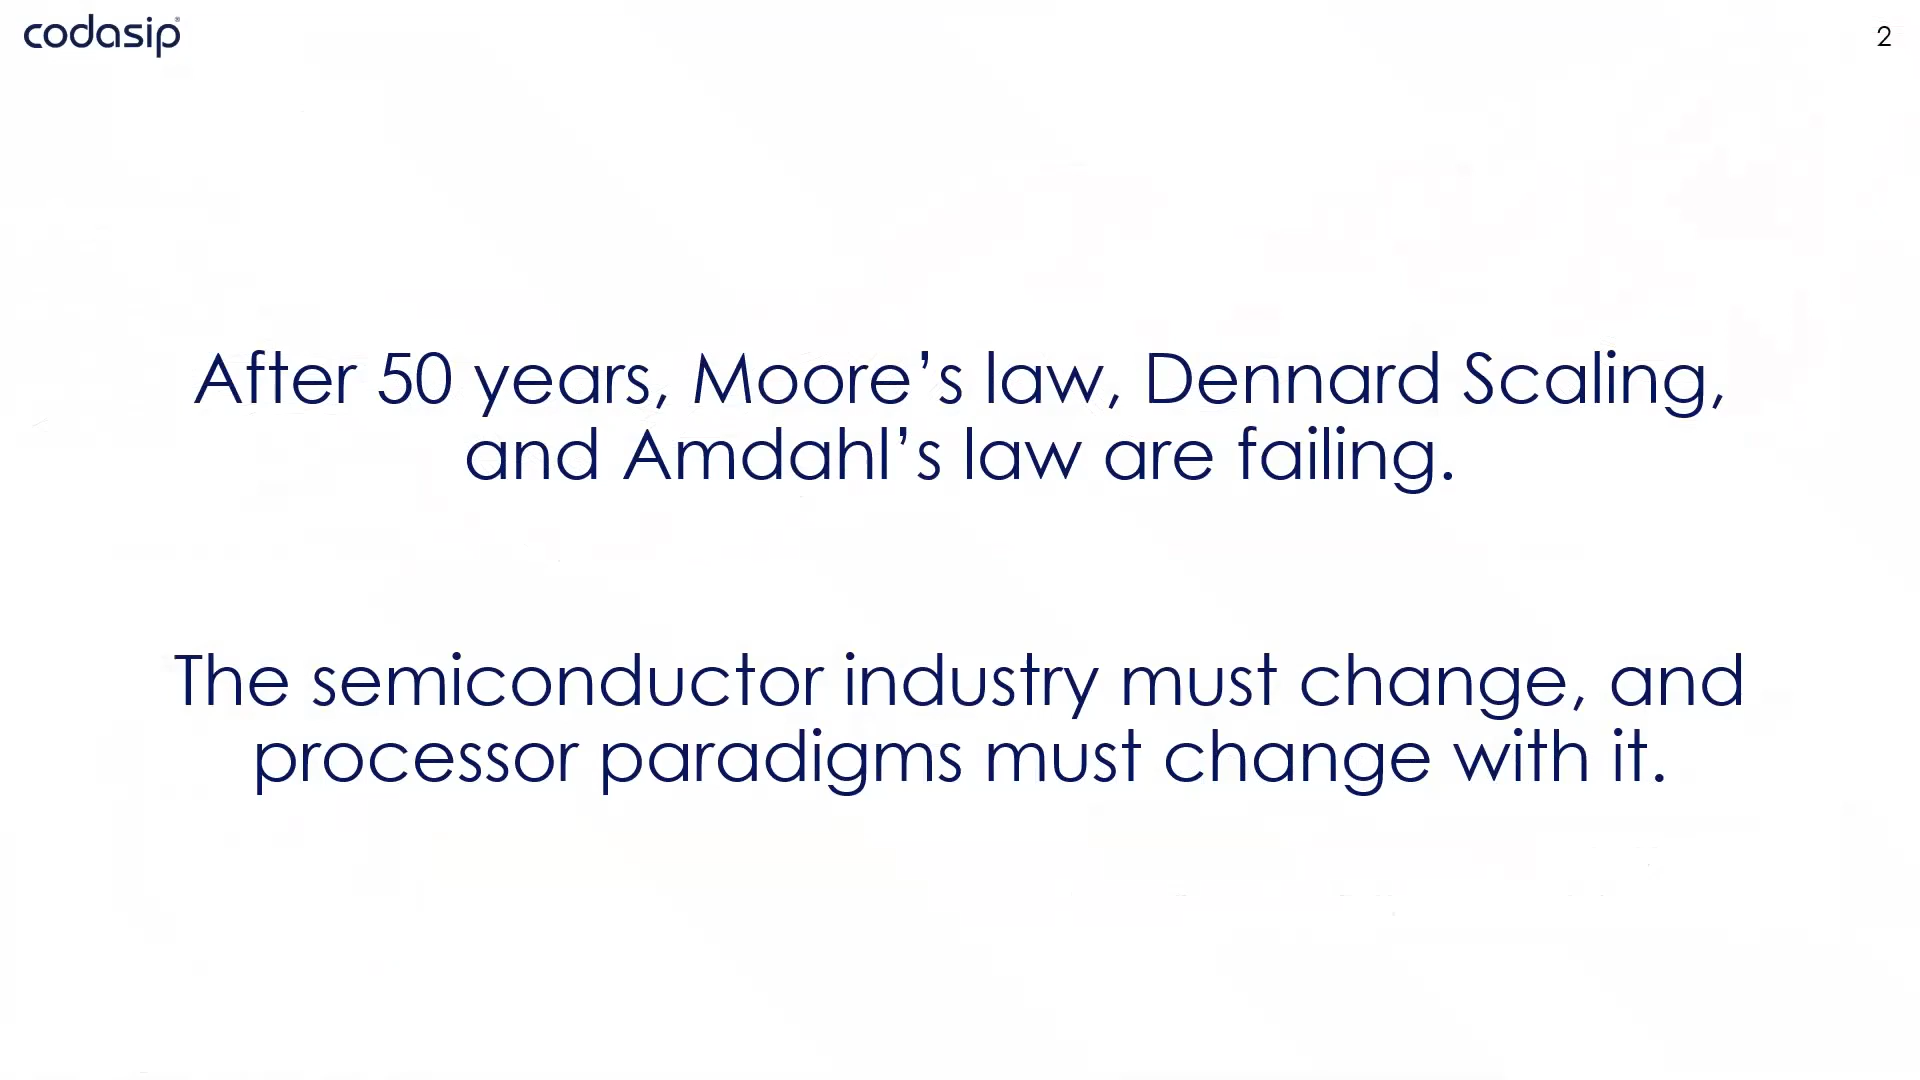 codasip®
2
After 50 years, Moore’s law, Dennard Scaling,
and Amdahl’s law are failing.
The semiconductor industry must change, and
processor paradigms must change with it.